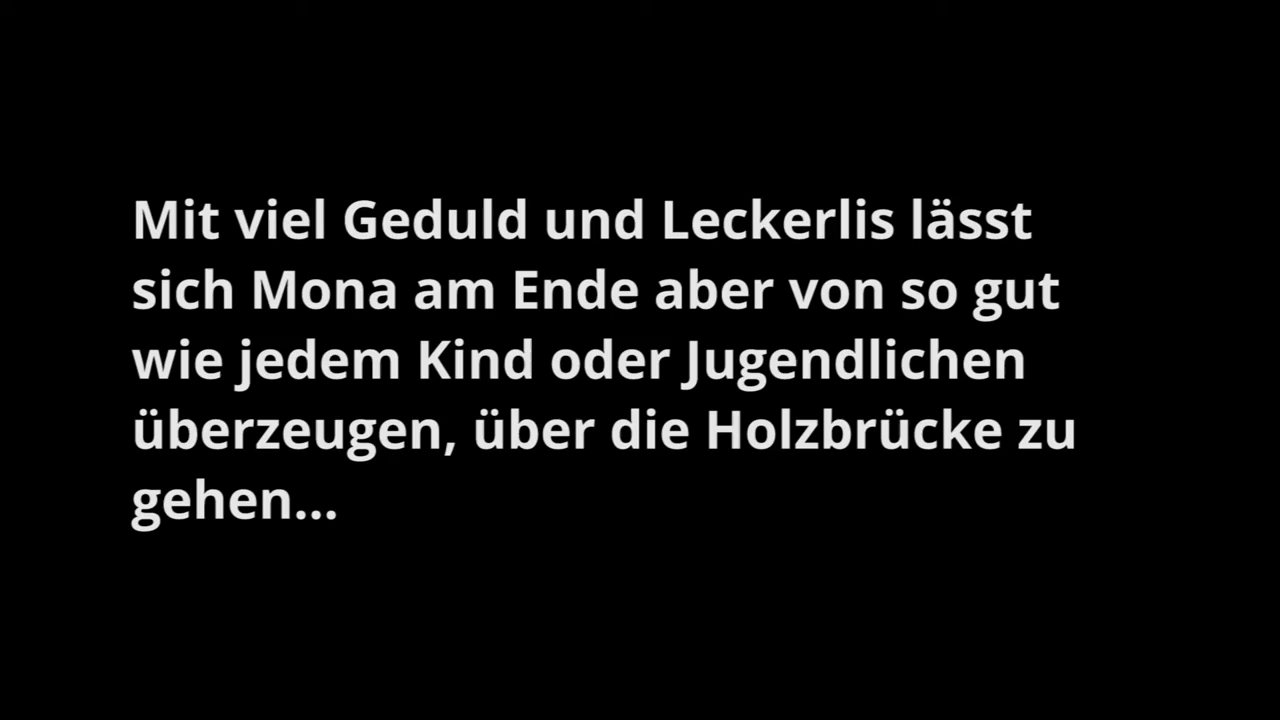 Mit viel Geduld und Leckerlis lässt
sich Mona am Ende aber von so gut
wie jedem Kind oder Jugendlichen
überzeugen, über die Holzbrücke zu
gehen...